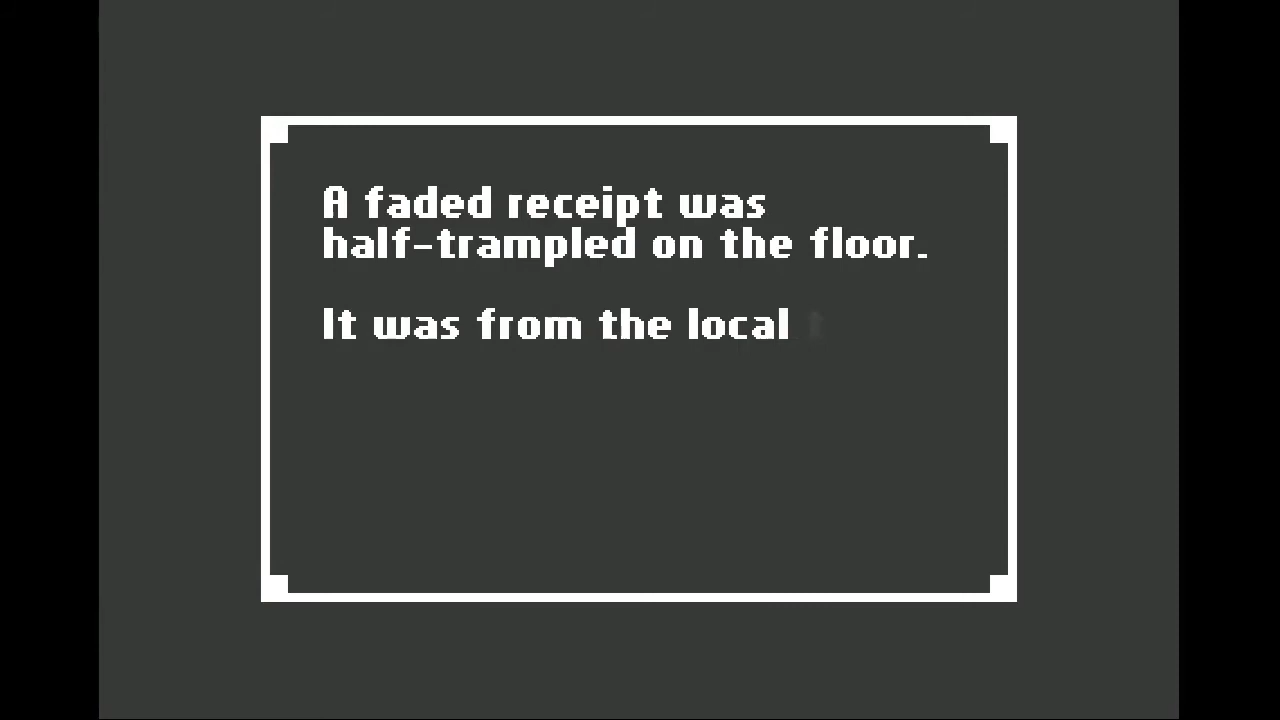 A faded receipt was
half-trampled on the floor.
It was from the local